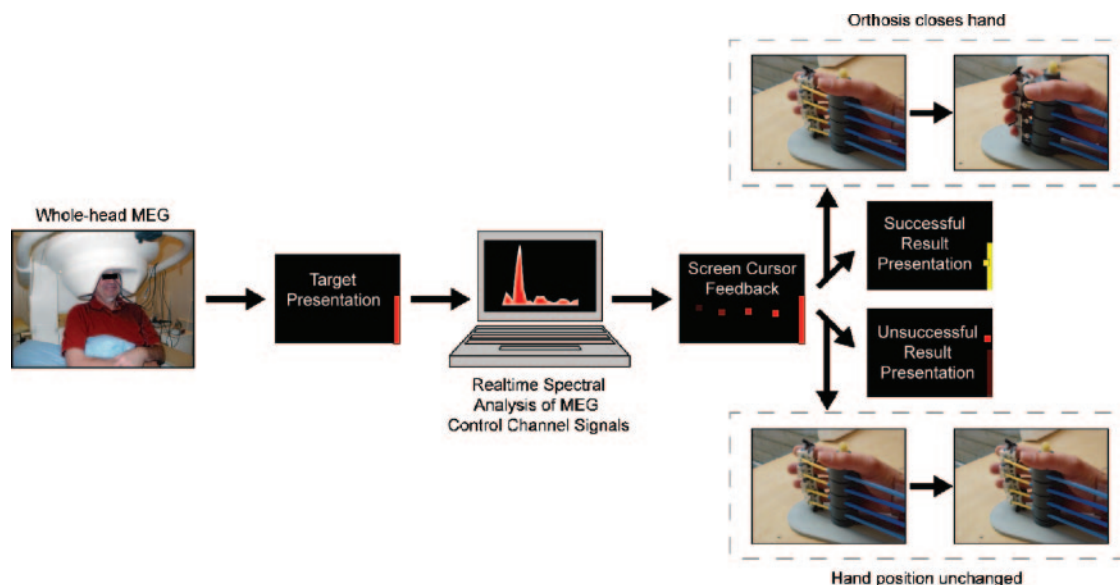 Orthosis closes hand
Whole-head MEG
Target
Presentation
Realtime Spectral
Analysis of MEG
Control Channel Signals
Screen Cursor
Feedback
Successful
Result
Presentation
Unsuccessful
Result
Presentation
Hand position unchanged